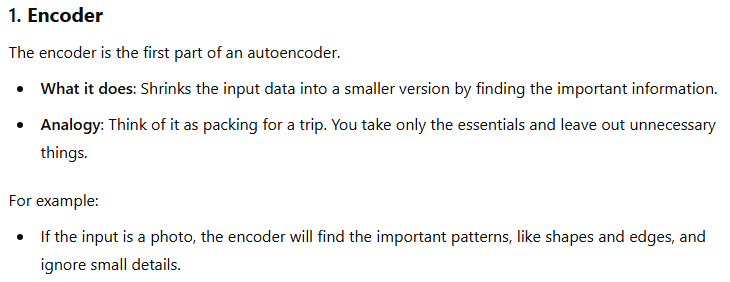 1. Encoder
The encoder is the first part of an autoencoder.
• What it does: Shrinks the input data into a smaller version by finding the important information.
• Analogy: Think of it as packing for a trip. You take only the essentials and leave out unnecessary
things.
For example:
• If the input is a photo, the encoder will find the important patterns, like shapes and edges, and
ignore small details.